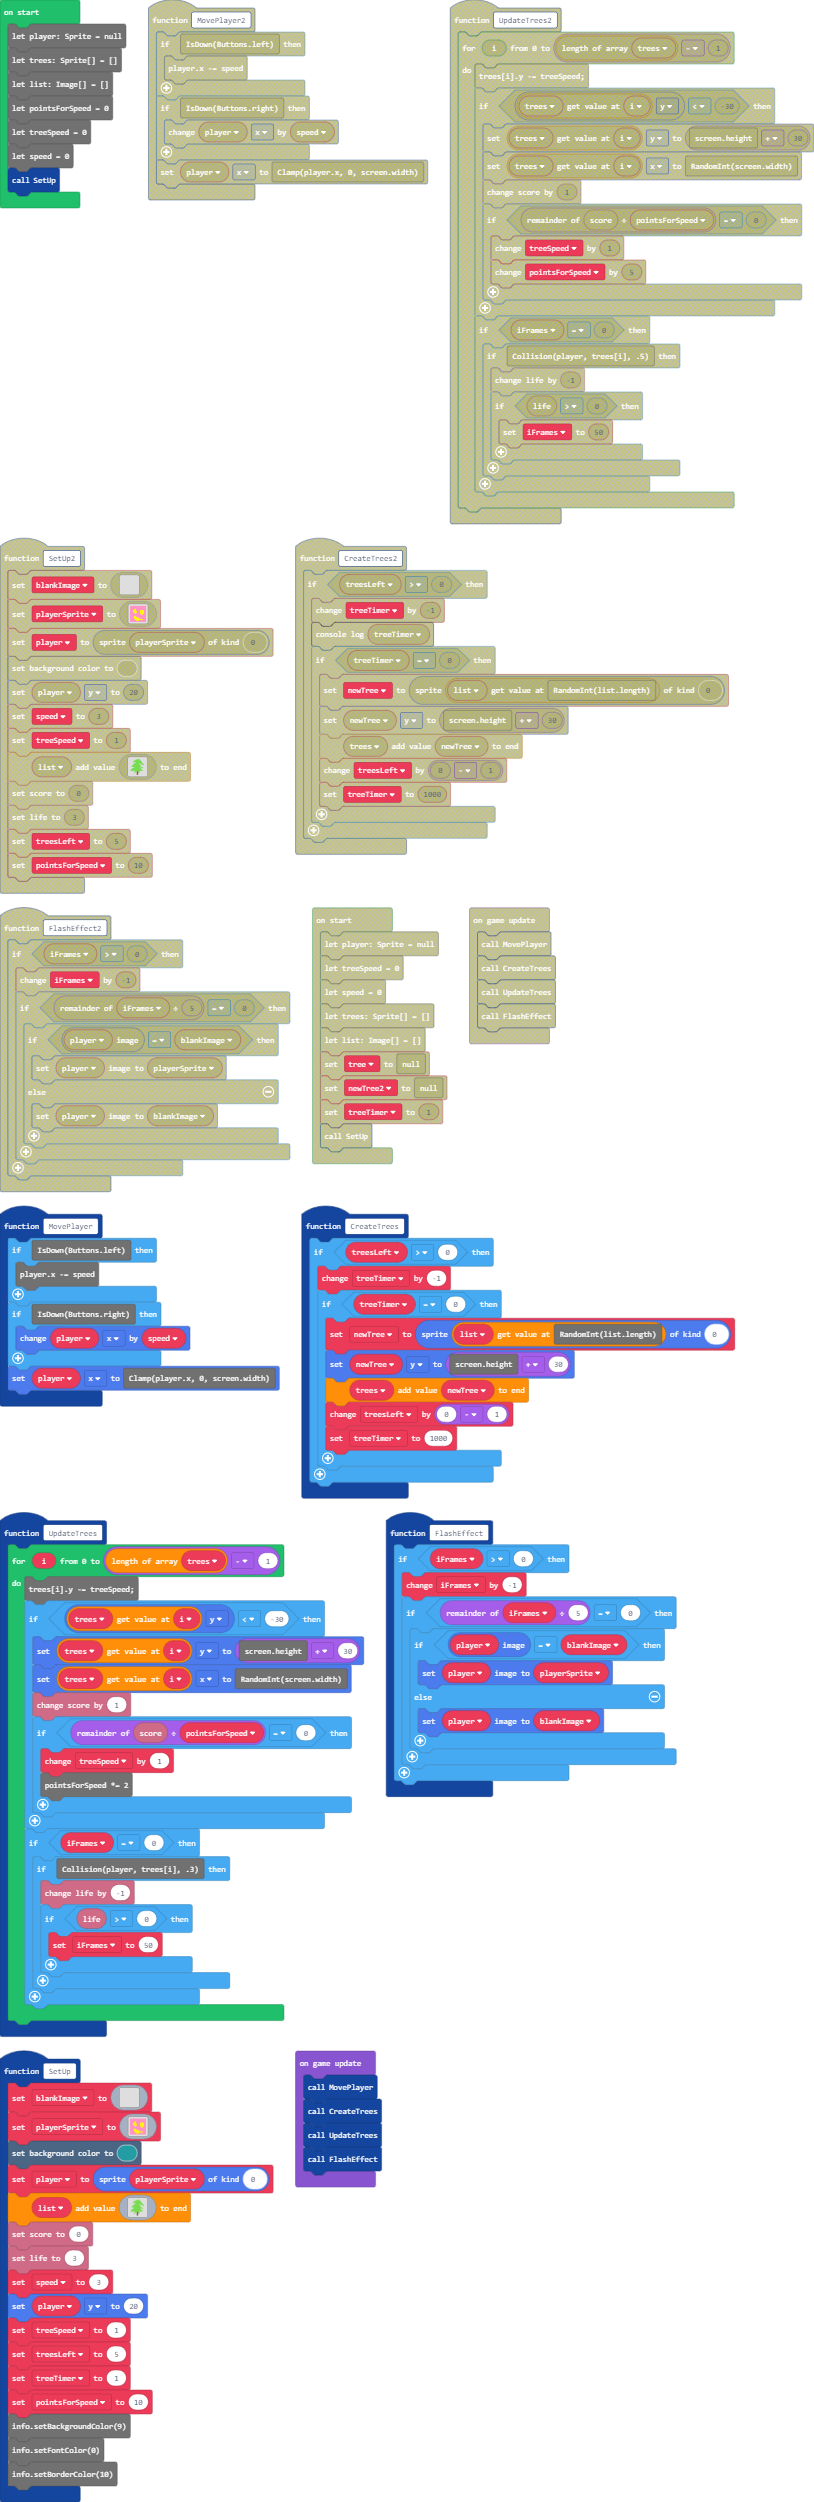 on start
let player: Sprite = null
let trees: Sprite[] = []
let list: Image[] = []
let pointsForSpeed = 0
let treeSpeed = 0
let speed = 0
call SetUp
function MovePlayer2
if IsDown(Buttons.left) then
player.x -= speed
if IsDown(Buttons.right) then
change player x by speed
set player x to Clamp(player.x, 0, screen.width)
function UpdateTrees2
for i from 0 to length of array trees - 1
do
trees[i].y -= treeSpeed;
if trees get value at i y < -30 then
set trees get value at i y to screen.height + 30
set trees get value at i x to RandomInt(screen.width)
change score by 1
if remainder of score ÷ pointsForSpeed = 0 then
change treeSpeed by 1
change pointsForSpeed by 5
if iFrames = 0 then
if Collision(player, trees[i], .5) then
change life by -1
if life > 0 then
set iFrames to 50
function SetUp2
set blankImage to
set playerSprite to
set player to sprite playerSprite of kind 0
set background color to
set player y to 20
set speed to 3
set treeSpeed to 1
list add value to end
set score to 0
set life to 3
set treesLeft to 5
set pointsForSpeed to 10
function CreateTrees2
if treesLeft > 0 then
change treeTimer by -1
console log treeTimer
if treeTimer = 0 then
set newTree to sprite list get value at RandomInt(list.length) of kind 0
set newTree y to screen.height + 30
trees add value newTree to end
change treesLeft by 0 - 1
set treeTimer to 1000
function FlashEffect2
if iFrames > 0 then
change iFrames by -1
if remainder of iFrames ÷ 5 = 0 then
if player image = blankImage then
set player image to playerSprite
else
set player image to blankImage
on start
let player: Sprite = null
let treeSpeed = 0
let speed = 0
let trees: Sprite[] = []
let list: Image[] = []
set tree to null
set newTree2 to null
set treeTimer to 1
call SetUp
on game update
call MovePlayer
call CreateTrees
call UpdateTrees
call FlashEffect
function MovePlayer
if IsDown(Buttons.left) then
player.x -= speed
if IsDown(Buttons.right) then
change player x by speed
set player x to Clamp(player.x, 0, screen.width)
function CreateTrees
if treesLeft > 0 then
change treeTimer by -1
if treeTimer = 0 then
set newTree to sprite list get value at RandomInt(list.length) of kind 0
set newTree y to screen.height + 30
trees add value newTree to end
change treesLeft by 0 - 1
set treeTimer to 1000
function UpdateTrees
for i from 0 to length of array trees - 1
do
trees[i].y -= treeSpeed;
if trees get value at i y < -30 then
set trees get value at i y to screen.height + 30
set trees get value at i x to RandomInt(screen.width)
change score by 1
if remainder of score ÷ pointsForSpeed = 0 then
change treeSpeed by 1
pointsForSpeed *= 2
if iFrames = 0 then
if Collision(player, trees[i], .3) then
change life by -1
if life > 0 then
set iFrames to 50
function FlashEffect
if iFrames > 0 then
change iFrames by -1
if remainder of iFrames ÷ 5 = 0 then
if player image = blankImage then
set player image to playerSprite
else
set player image to blankImage
function SetUp
set blankImage to
set playerSprite to
set background color to
set player to sprite playerSprite of kind 0
list add value to end
set score to 0
set life to 3
set speed to 3
set player y to 20
set treeSpeed to 1
set treesLeft to 5
set treeTimer to 1
set pointsForSpeed to 10
info.setBackgroundColor(9)
info.setFontColor(0)
info.setBorderColor(10)
on game update
call MovePlayer
call CreateTrees
call UpdateTrees
call FlashEffect